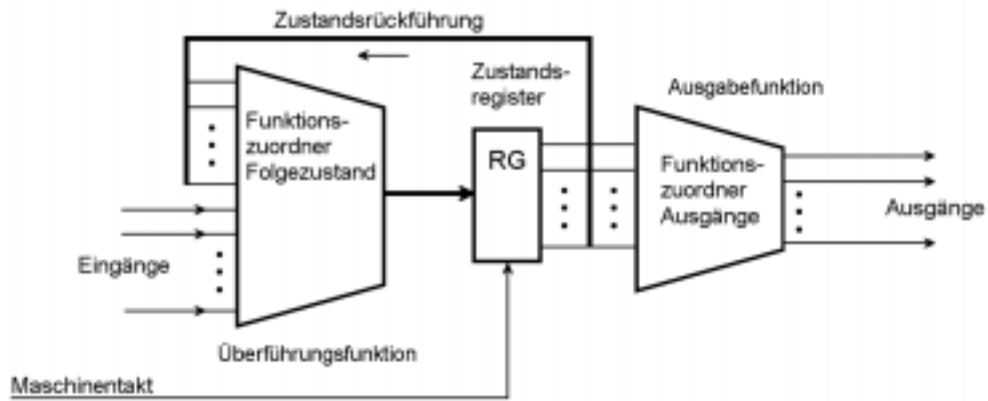 Zustandsrückführung
Zustands-
register
Ausgabefunktion
Funktions-
zuordner
Folgezustand
RG
Funktions-
zuordner
Ausgänge
Ausgänge
Eingänge
Überführungsfunktion
Maschinentakt